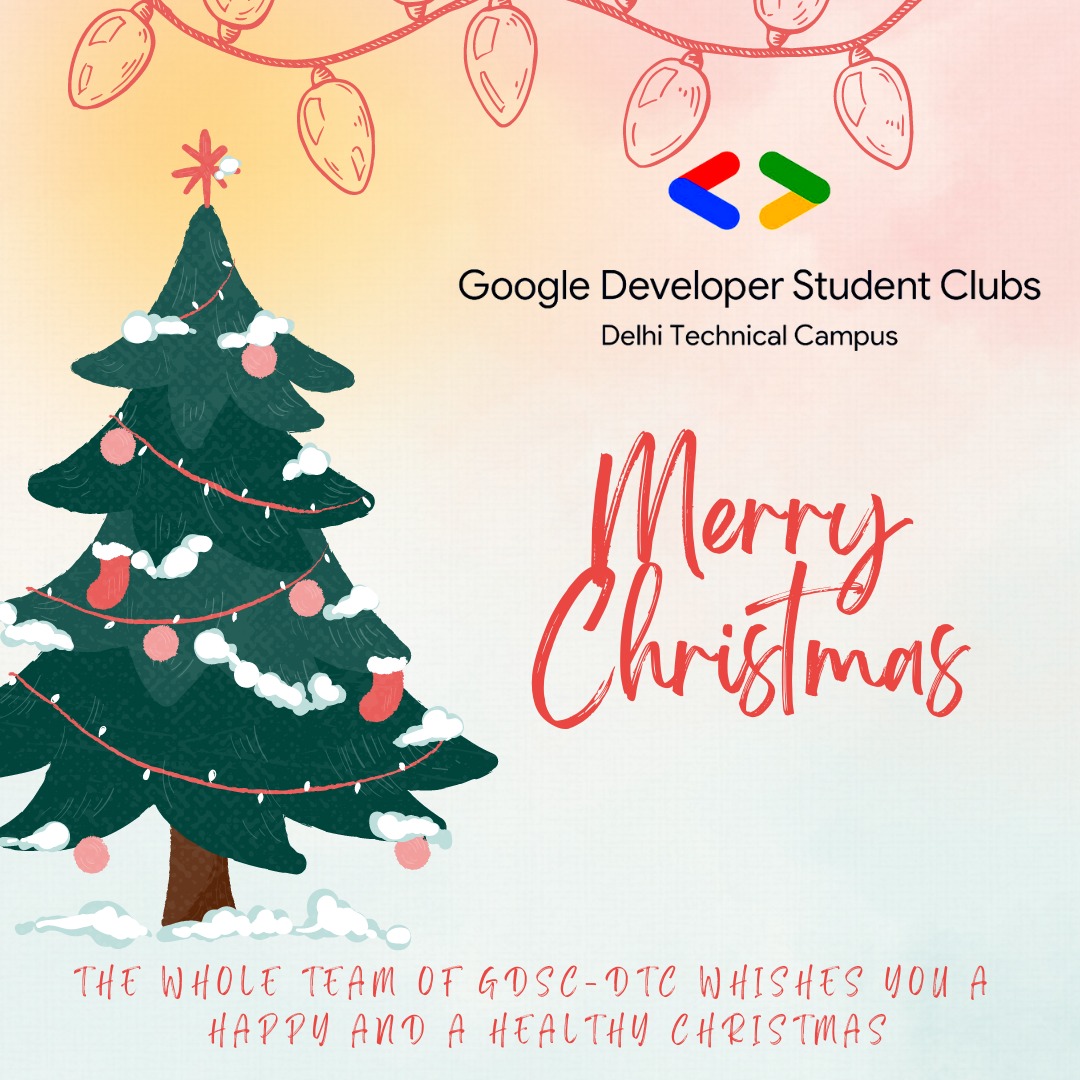 Google Developer Student Clubs
Delhi Technical Campus
Merry
Christmas
THE WHOLE TEAM OF GDSC-DTC WHISHES YOU A
HAPPY AND A HEALTHY CHRISTMAS